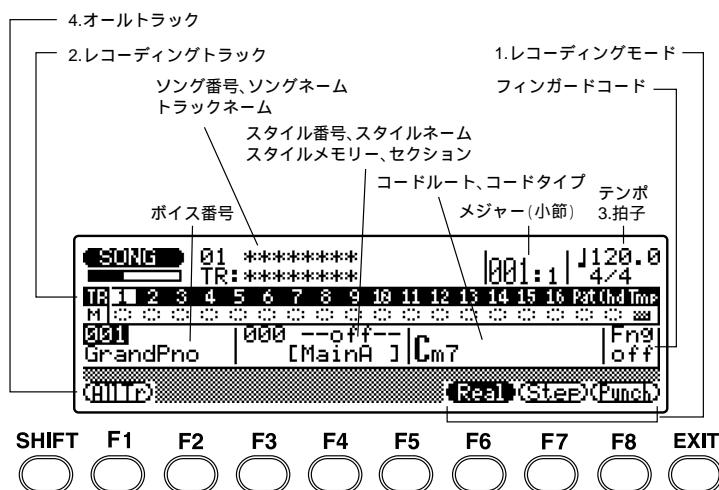 4.オールトラック
2.レコーディングトラック
1.レコーディングモード
ソング番号、ソングネーム
トラックネーム
フィンガードコード
スタイル番号、スタイルネーム
スタイルメモリー、セクション
コードルート、コードタイプ
テンポ
ボイス番号
メジャー(小節)
3.拍子
SONG 01 ******** 001:1 ♩120.0
TR:******** 4/4
TR 1 2 3 4 5 6 7 8 9 10 11 12 13 14 15 16 Pat Chd Tmp
M
001 000 --off-- Cm7 Fng
GrandPno [MainA ] off
(AllTr) (Real) (Step) (Punch)
SHIFT F1 F2 F3 F4 F5 F6 F7 F8 EXIT